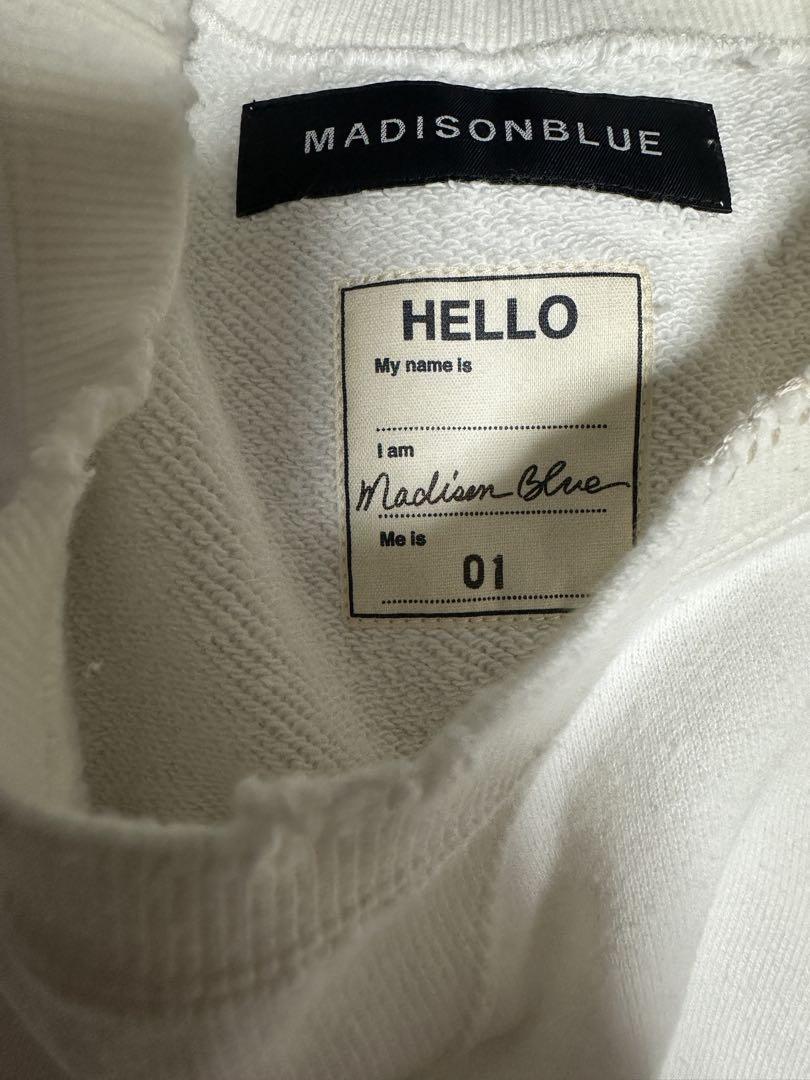 MADISONBLUE
HELLO
My name is
I am
Madison Blue
Me is
01